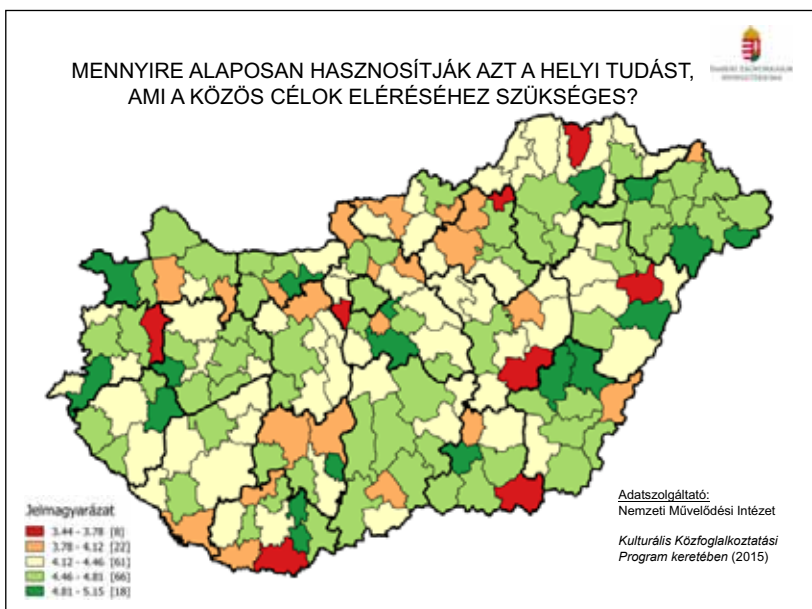 MENNYIRE ALAPOSAN HASZNOSÍTJÁK AZT A HELYI TUDÁST,
AMI A KÖZÖS CÉLOK ELÉRÉSÉHEZ SZÜKSÉGES?
Jelmagyarázat
3.44 - 3.78 [8]
3.78 - 4.12 [22]
4.12 - 4.46 [61]
4.46 - 4.81 [66]
4.81 - 5.15 [18]
Adatszolgáltató:
Nemzeti Művelődési Intézet
Kulturális Közfoglalkoztatási
Program keretében (2015)